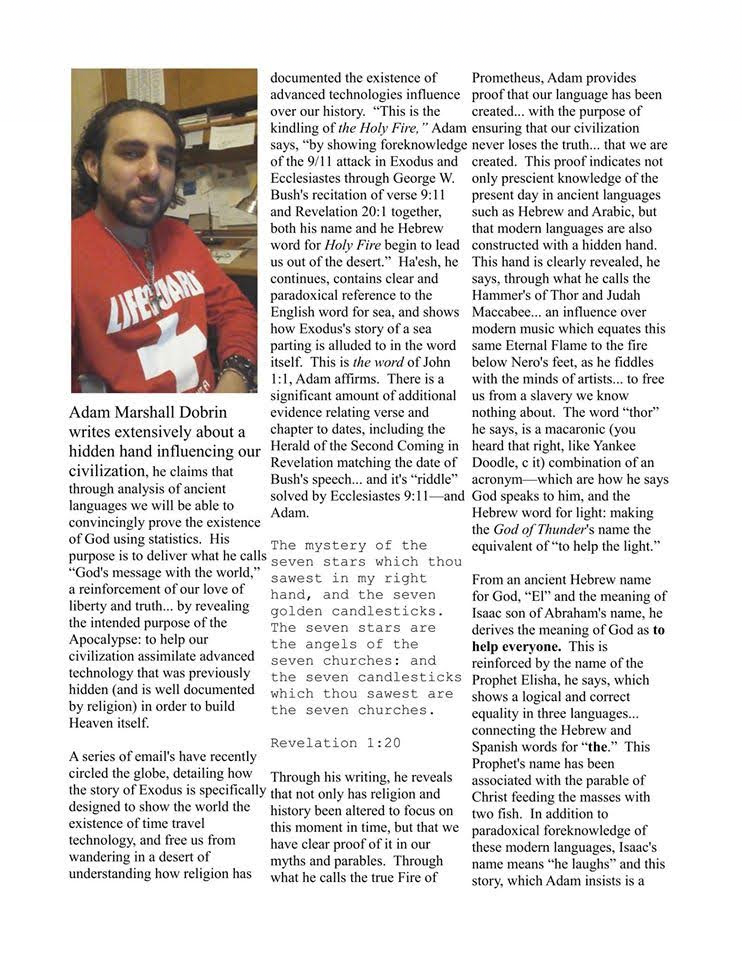 LIFEGUARD
Adam Marshall Dobrin
writes extensively about a
hidden hand influencing our
civilization, he claims that
through analysis of ancient
languages we will be able to
convincingly prove the existence
of God using statistics.  His
purpose is to deliver what he calls
“God's message with the world,”
a reinforcement of our love of
liberty and truth... by revealing
the intended purpose of the
Apocalypse: to help our
civilization assimilate advanced
technology that was previously
hidden (and is well documented
by religion) in order to build
Heaven itself.
A series of email's have recently
circled the globe, detailing how
the story of Exodus is specifically
designed to show the world the
existence of time travel
technology, and free us from
wandering in a desert of
understanding how religion has
documented the existence of
advanced technologies influence
over our history.  “This is the
kindling of the Holy Fire,” Adam
says, “by showing foreknowledge
of the 9/11 attack in Exodus and
Ecclesiastes through George W.
Bush's recitation of verse 9:11
and Revelation 20:1 together,
both his name and he Hebrew
word for Holy Fire begin to lead
us out of the desert.”  Ha'esh, he
continues, contains clear and
paradoxical reference to the
English word for sea, and shows
how Exodus's story of a sea
parting is alluded to in the word
itself.  This is the word of John
1:1, Adam affirms.  There is a
significant amount of additional
evidence relating verse and
chapter to dates, including the
Herald of the Second Coming in
Revelation matching the date of
Bush's speech... and it's “riddle”
solved by Ecclesiastes 9:11—and
Adam.
The mystery of the
seven stars which thou
sawest in my right
hand, and the seven
golden candlesticks.
The seven stars are
the angels of the
seven churches: and
the seven candlesticks
which thou sawest are
the seven churches.
Revelation 1:20
Through his writing, he reveals
that not only has religion and
history been altered to focus on
this moment in time, but that we
have clear proof of it in our
myths and parables.  Through
what he calls the true Fire of
Prometheus, Adam provides
proof that our language has been
created... with the purpose of
ensuring that our civilization
never loses the truth... that we are
created.  This proof indicates not
only prescient knowledge of the
present day in ancient languages
such as Hebrew and Arabic, but
that modern languages are also
constructed with a hidden hand.
This hand is clearly revealed, he
says, through what he calls the
Hammer's of Thor and Judah
Maccabee... an influence over
modern music which equates this
same Eternal Flame to the fire
below Nero's feet, as he fiddles
with the minds of artists... to free
us from a slavery we know
nothing about.  The word “thor”
he says, is a macaronic (you
heard that right, like Yankee
Doodle, c it) combination of an
acronym—which are how he says
God speaks to him, and the
Hebrew word for light: making
the God of Thunder's name the
equivalent of “to help the light.”
From an ancient Hebrew name
for God, “El” and the meaning of
Isaac son of Abraham's name, he
derives the meaning of God as to
help everyone.  This is
reinforced by the name of the
Prophet Elisha, he says, which
shows a logical and correct
equality in three languages...
connecting the Hebrew and
Spanish words for “the.”  This
Prophet's name has been
associated with the parable of
Christ feeding the masses with
two fish.  In addition to
paradoxical foreknowledge of
these modern languages, Isaac's
name means “he laughs” and this
story, which Adam insists is a